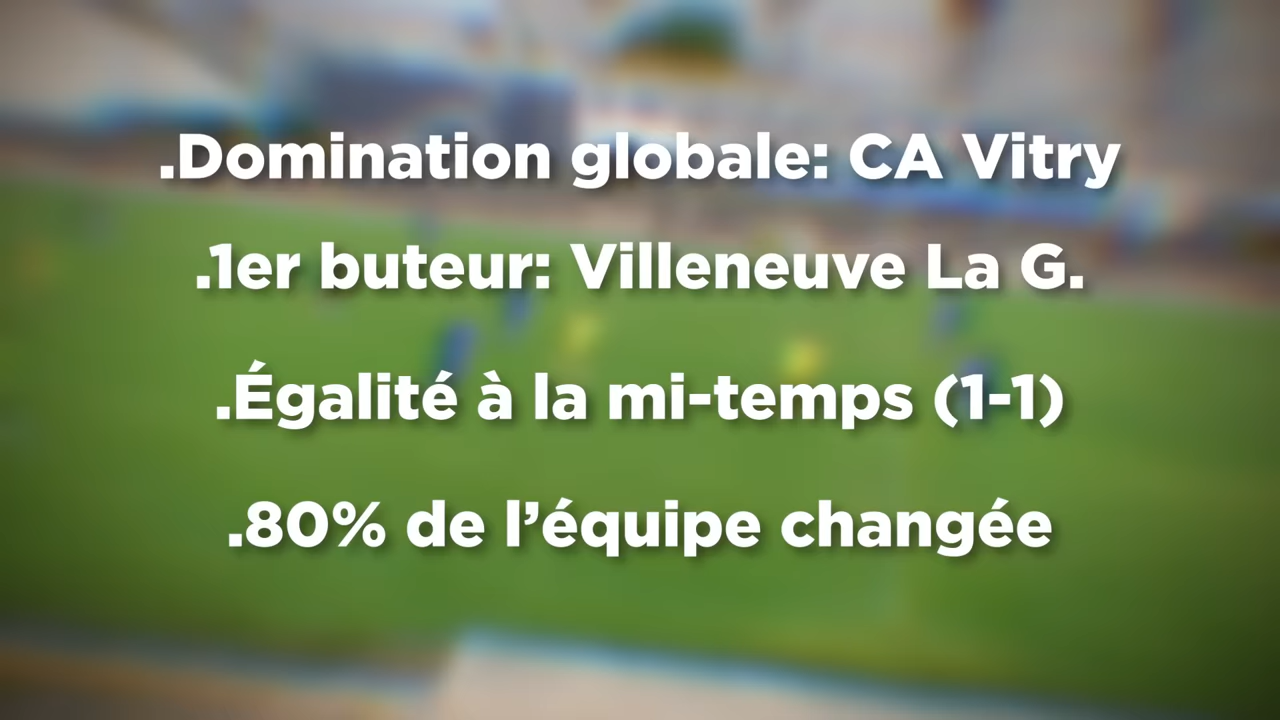 .Domination globale: CA Vitry
.1er buteur: Villeneuve La G.
.Égalité à la mi-temps (1-1)
.80% de l’équipe changée